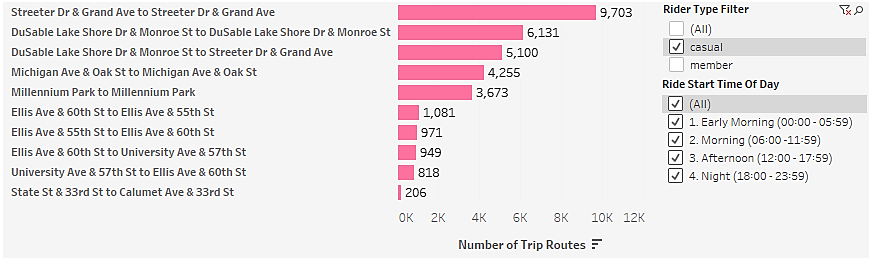 Streeter Dr & Grand Ave to Streeter Dr & Grand Ave 9,703
DuSable Lake Shore Dr & Monroe St to DuSable Lake Shore Dr & Monroe St 6,131
DuSable Lake Shore Dr & Monroe St to Streeter Dr & Grand Ave 5,100
Michigan Ave & Oak St to Michigan Ave & Oak St 4,255
Millennium Park to Millennium Park 3,673
Ellis Ave & 60th St to Ellis Ave & 55th St 1,081
Ellis Ave & 55th St to Ellis Ave & 60th St 971
Ellis Ave & 60th St to University Ave & 57th St 949
University Ave & 57th St to Ellis Ave & 60th St 818
State St & 33rd St to Calumet Ave & 33rd St 206
0K 2K 4K 6K 8K 10K 12K
Number of Trip Routes
Rider Type Filter
(All)
casual
member
Ride Start Time Of Day
(All)
1. Early Morning (00:00 - 05:59)
2. Morning (06:00 -11:59)
3. Afternoon (12:00 - 17:59)
4. Night (18:00 - 23:59)